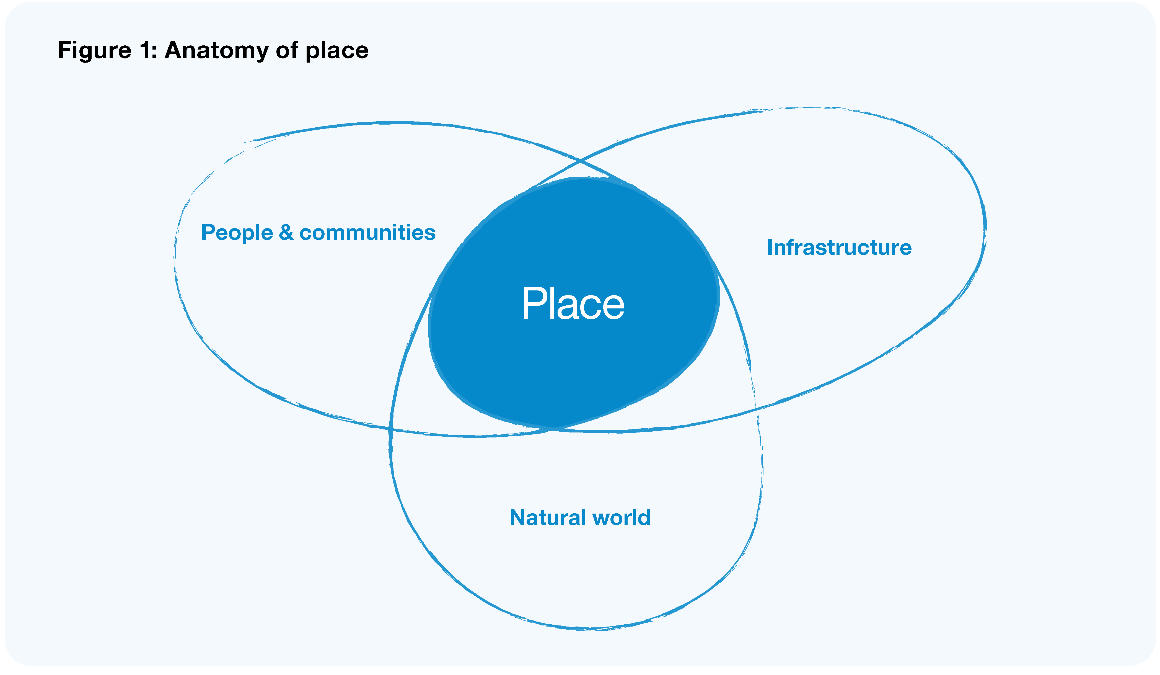 Figure 1: Anatomy of place
People & communities
Infrastructure
Place
Natural world